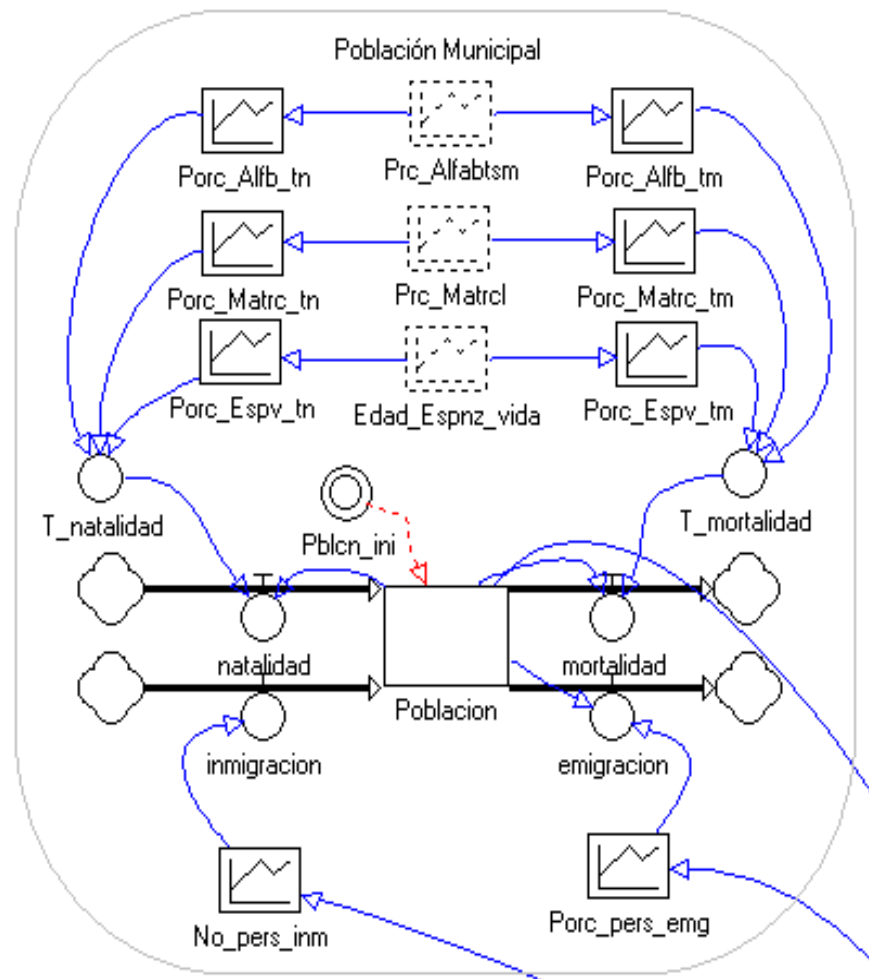 Población Municipal
Porc_Alfb_tn
Prc_Alfabtsm
Porc_Alfb_tm
Porc_Matrc_tn
Prc_Matrcl
Porc_Matrc_tm
Porc_Espv_tn
Edad_Espnz_vida
Porc_Espv_tm
T_natalidad
Pblcn_ini
T_mortalidad
natalidad
mortalidad
Poblacion
inmigracion
emigracion
No_pers_inm
Porc_pers_emg